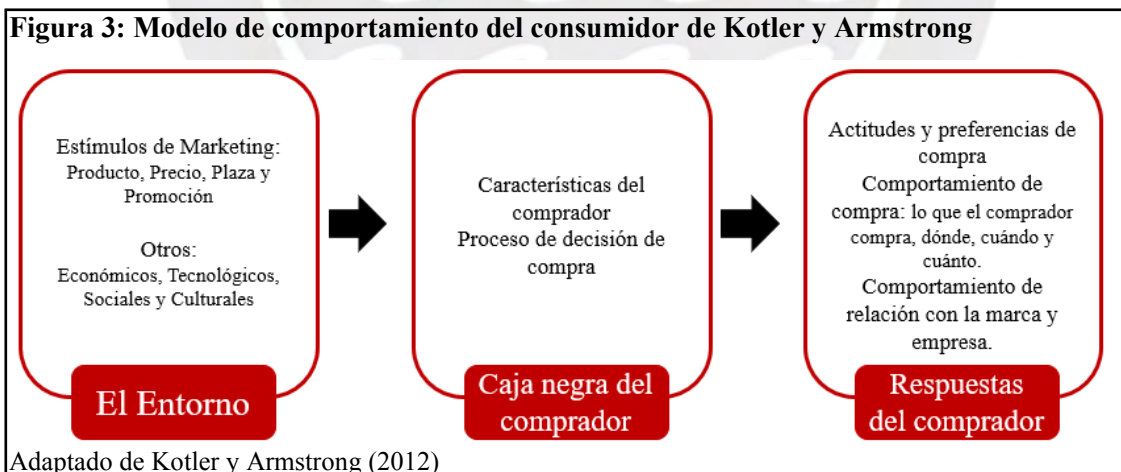 Figura 3: Modelo de comportamiento del consumidor de Kotler y Armstrong
Estímulos de Marketing:
Producto, Precio, Plaza y
Promoción
Otros:
Económicos, Tecnológicos,
Sociales y Culturales
El Entorno
Características del
comprador
Proceso de decisión de
compra
Caja negra del
comprador
Actitudes y preferencias de
compra
Comportamiento de
compra: lo que el comprador
compra, dónde, cuándo y
cuánto.
Comportamiento de
relación con la marca y
empresa.
Respuestas
del comprador
Adaptado de Kotler y Armstrong (2012)